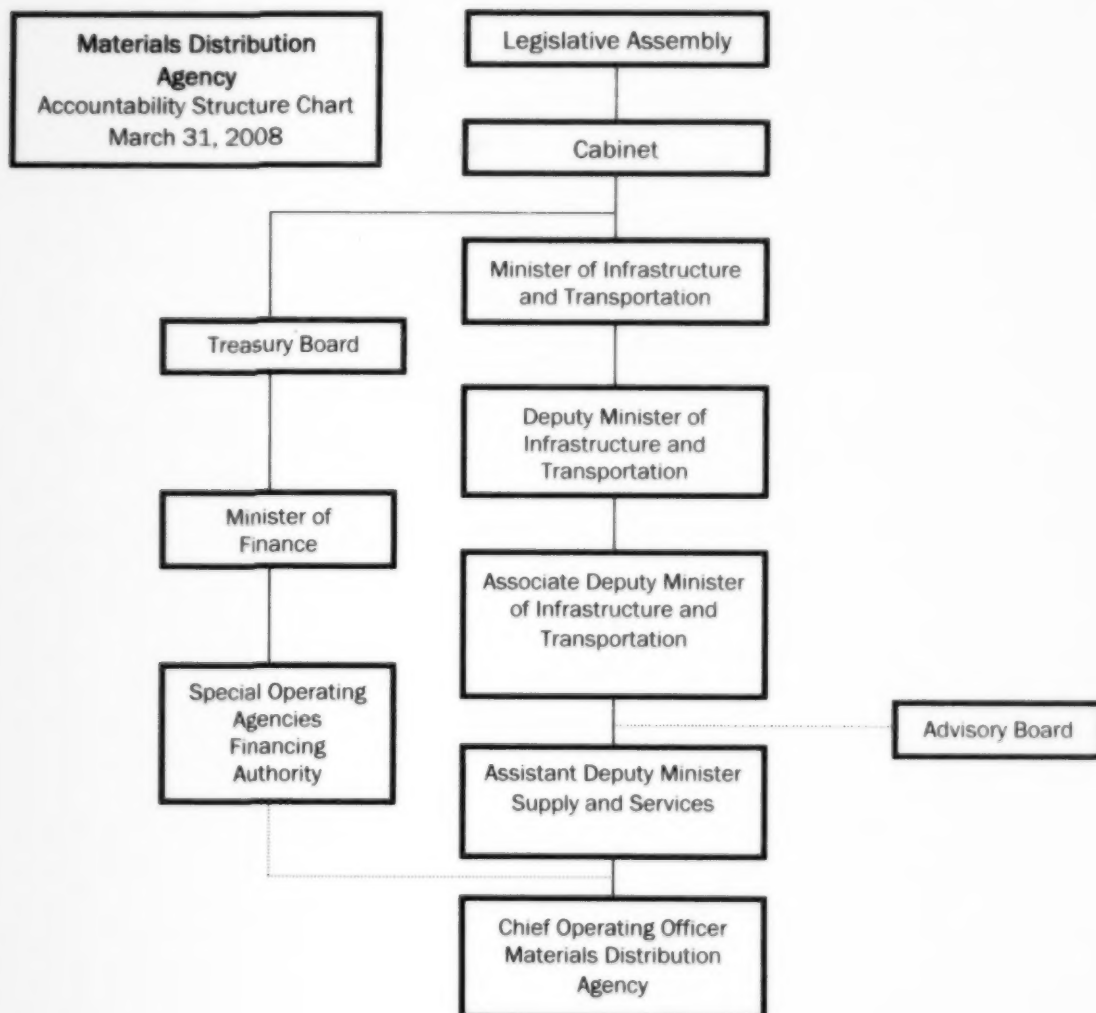 Materials Distribution
Agency
Accountability Structure Chart
March 31, 2008
Legislative Assembly
Cabinet
Minister of Infrastructure
and Transportation
Treasury Board
Deputy Minister of
Infrastructure and
Transportation
Minister of
Finance
Associate Deputy Minister
of Infrastructure and
Transportation
Special Operating
Agencies
Financing
Authority
Advisory Board
Assistant Deputy Minister
Supply and Services
Chief Operating Officer
Materials Distribution
Agency